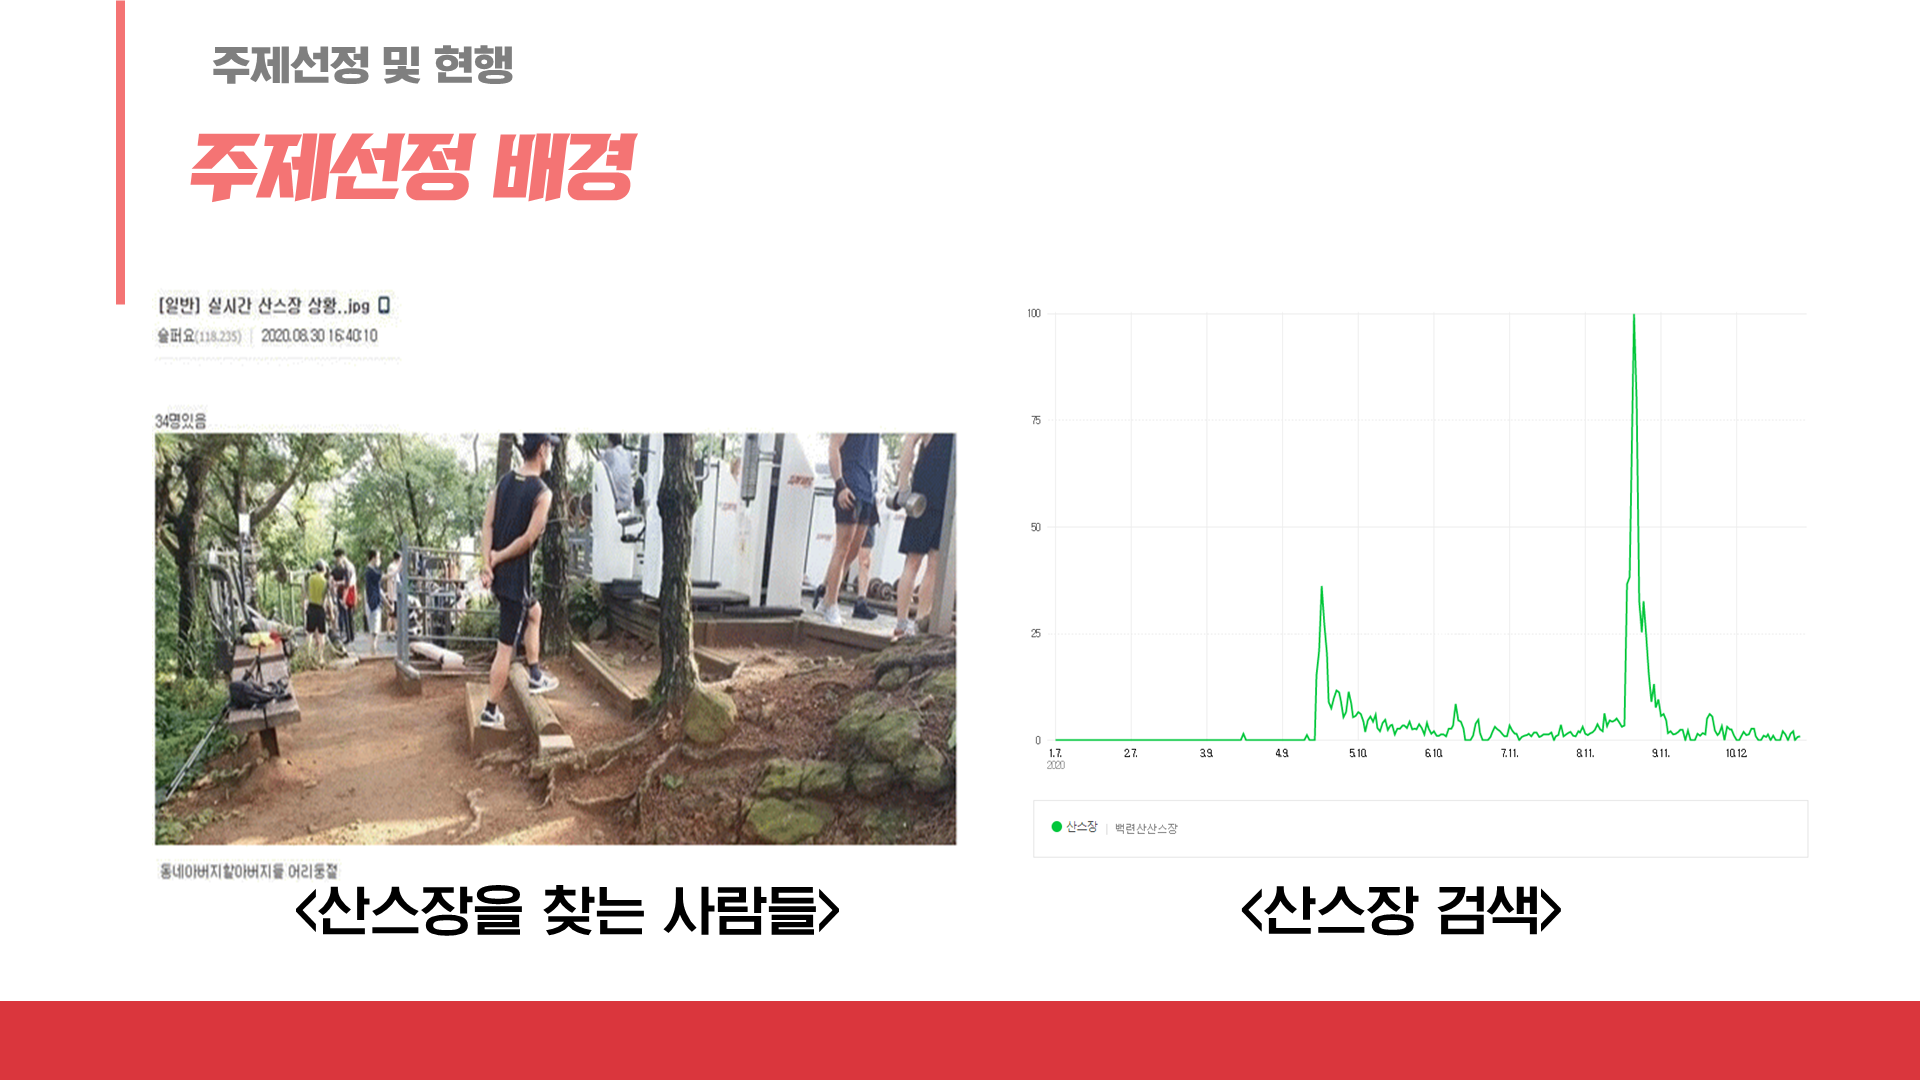 주제선정 및 현행
주제선정 배경
[일반] 실시간 산스장 상황..jpg
슬퍼요(118.235) | 2020.08.30 16:40:10
34명있음
동네아버지할아버지들 어리둥절
<산스장을 찾는 사람들>
100
75
50
25
0
1.7. 2.7. 3.9. 4.9. 5.10. 6.10. 7.11. 8.11. 9.11. 10.12.
2020
산스장 | 백련산산스장
<산스장 검색>